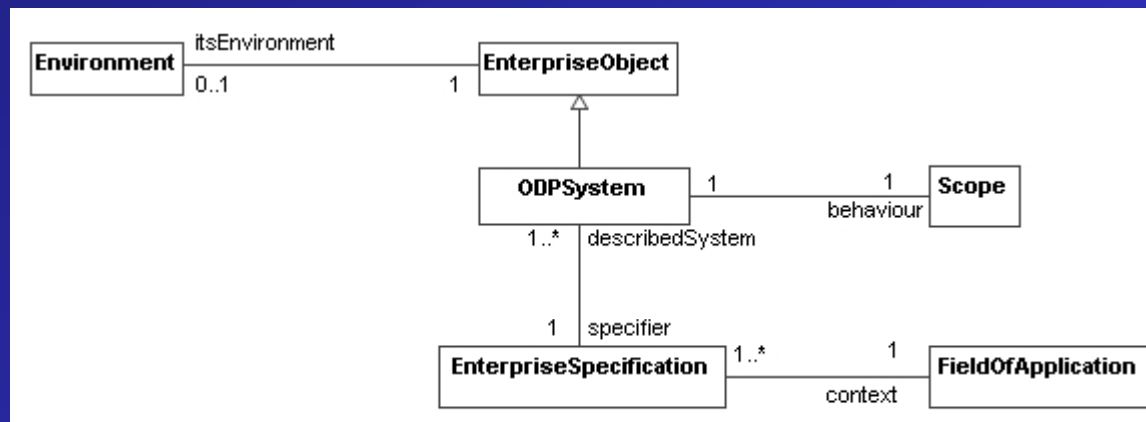 itsEnvironment
Environment
EnterpriseObject
0..1
1
ODPSystem
1
1
Scope
behaviour
1..*
describedSystem
1
specifier
EnterpriseSpecification
1..*
1
FieldOfApplication
context